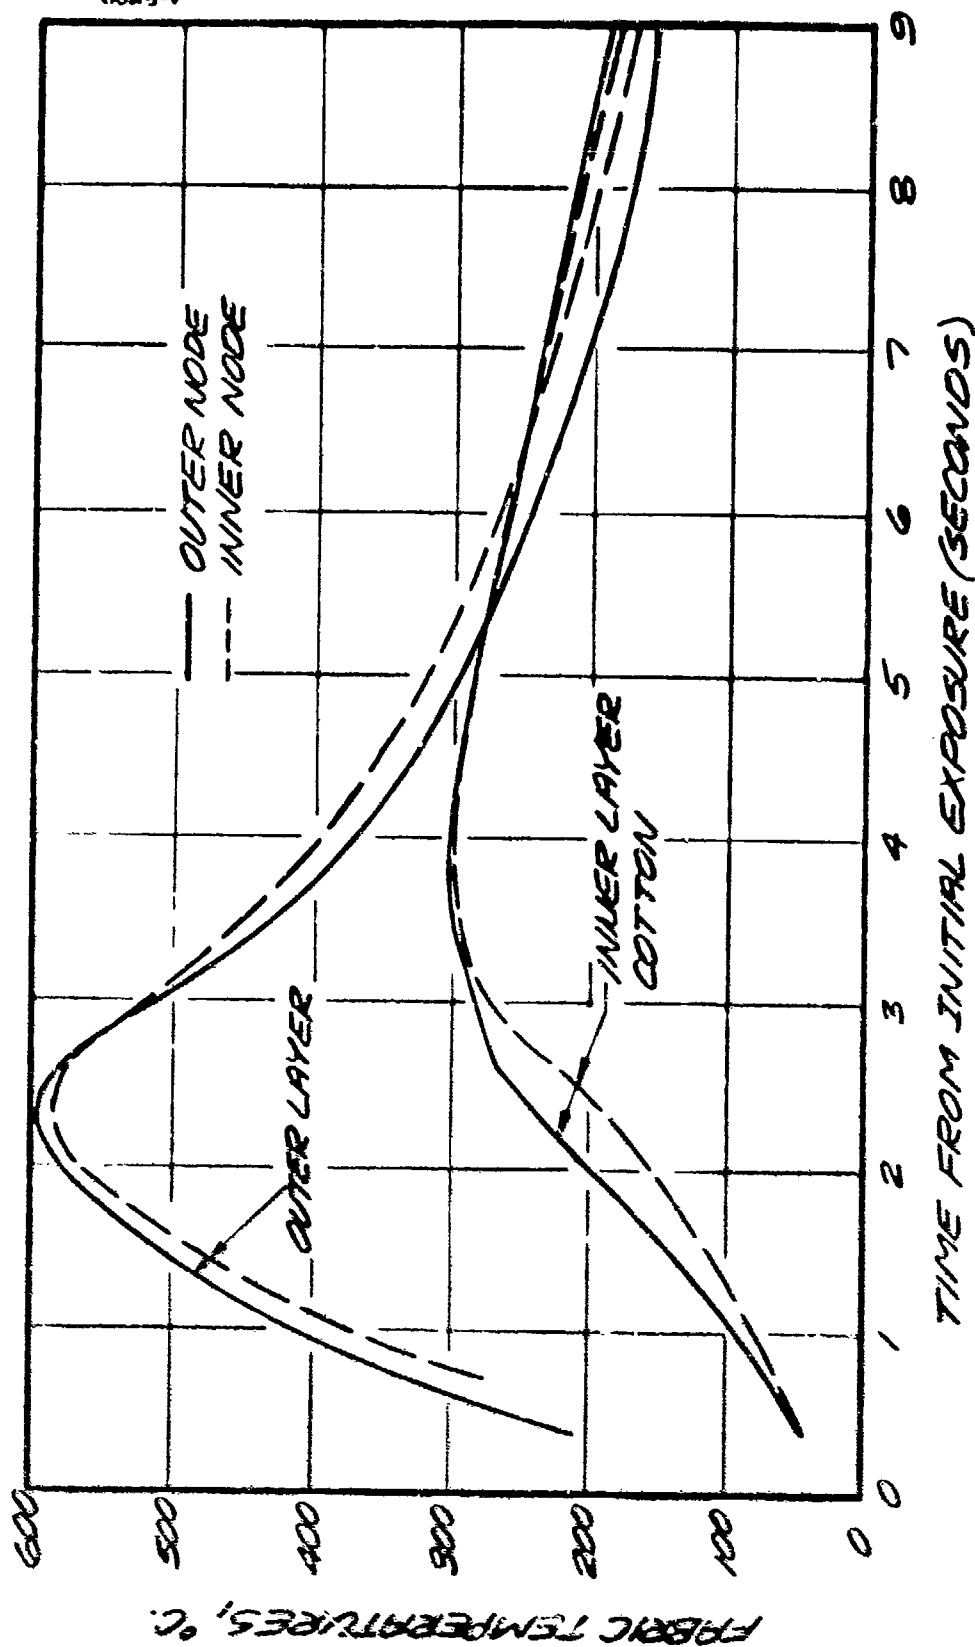 FABRIC TEMPERATURES, °C.
600
500
400
300
200
100
0
OUTER NODE
INNER NODE
OUTER LAYER
INNER LAYER
COTTON
0 1 2 3 4 5 6 7 8 9
TIME FROM INITIAL EXPOSURE (SECONDS)